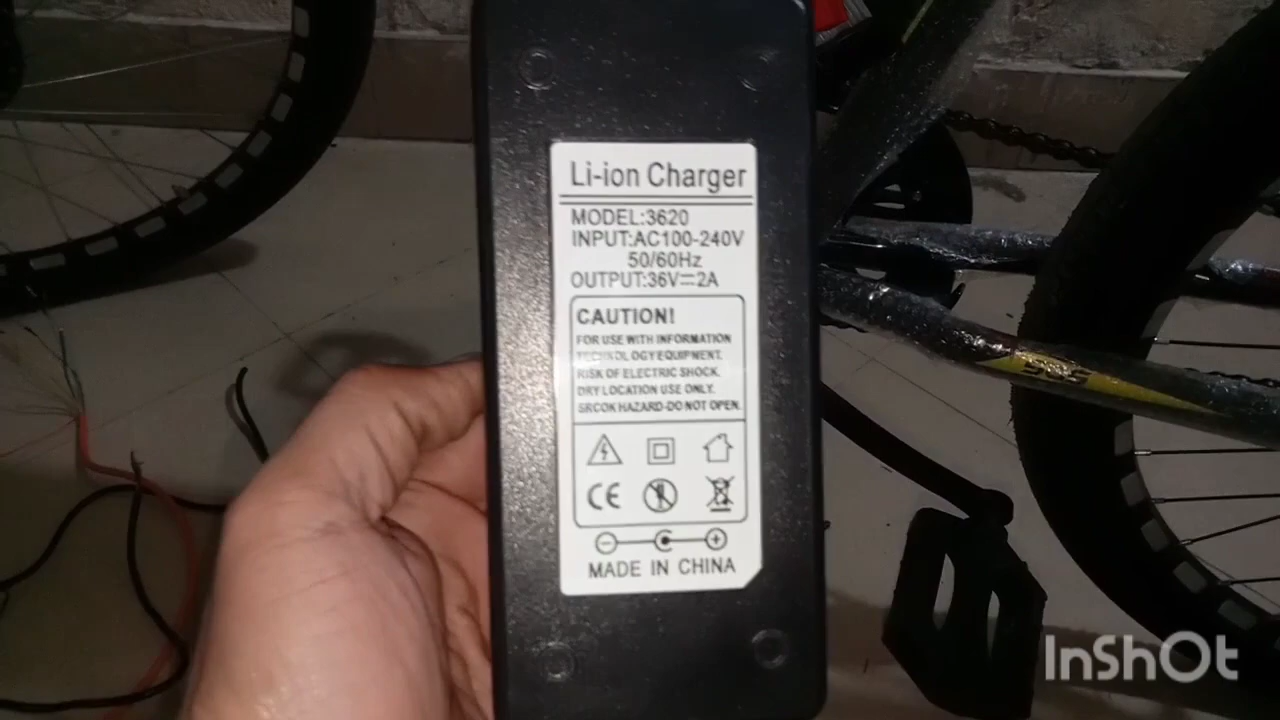 Li-ion Charger
MODEL:3620
INPUT:AC100-240V
50/60Hz
OUTPUT:36V⎓2A
CAUTION!
FOR USE WITH INFORMATION
TECHNOLOGY EQUIPMENT.
RISK OF ELECTRIC SHOCK.
DRY LOCATION USE ONLY.
SRCOK HAZARD-DO NOT OPEN.
CE
MADE IN CHINA
InShOt